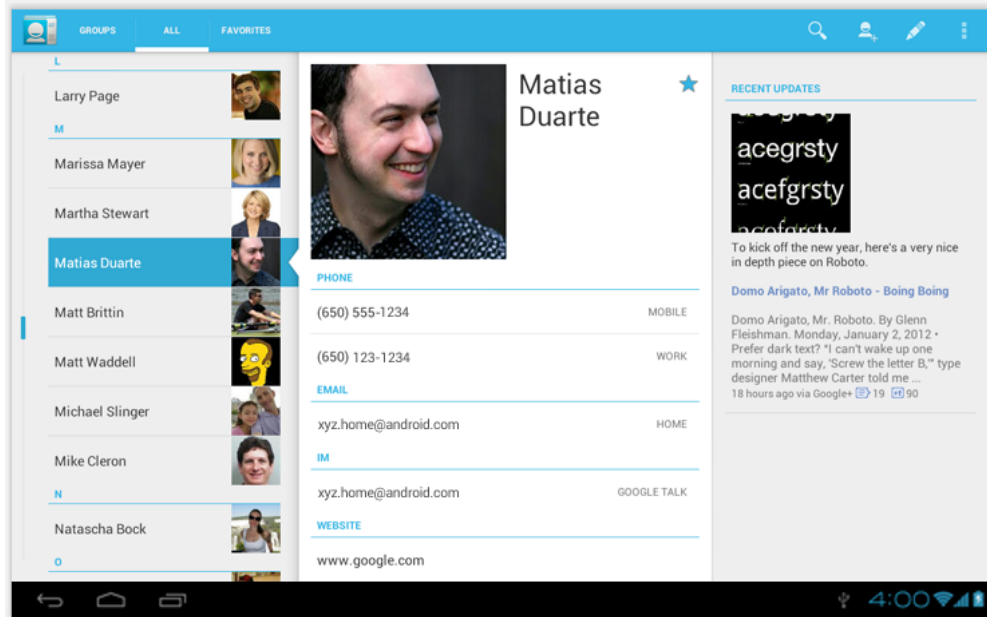 GROUPS
ALL
FAVORITES
L
Larry Page
M
Marissa Mayer
Martha Stewart
Matias Duarte
Matt Brittin
Matt Waddell
Michael Slinger
Mike Cleron
N
Natascha Bock
O
Matias
Duarte
PHONE
(650) 555-1234
MOBILE
(650) 123-1234
WORK
EMAIL
xyz.home@android.com
HOME
IM
xyz.home@android.com
GOOGLE TALK
WEBSITE
www.google.com
RECENT UPDATES
acegrsty
acegrsty
acefgrsty
acefgrsty
To kick off the new year, here's a very nice
in depth piece on Roboto.
Domo Arigato, Mr Roboto - Boing Boing
Domo Arigato, Mr. Roboto. By Glenn
Fleishman. Monday, January 2, 2012 •
Prefer dark text? "I can't wake up one
morning and say, 'Screw the letter B,'" type
designer Matthew Carter told me ...
18 hours ago via Google+ 19 +1 90
4:00